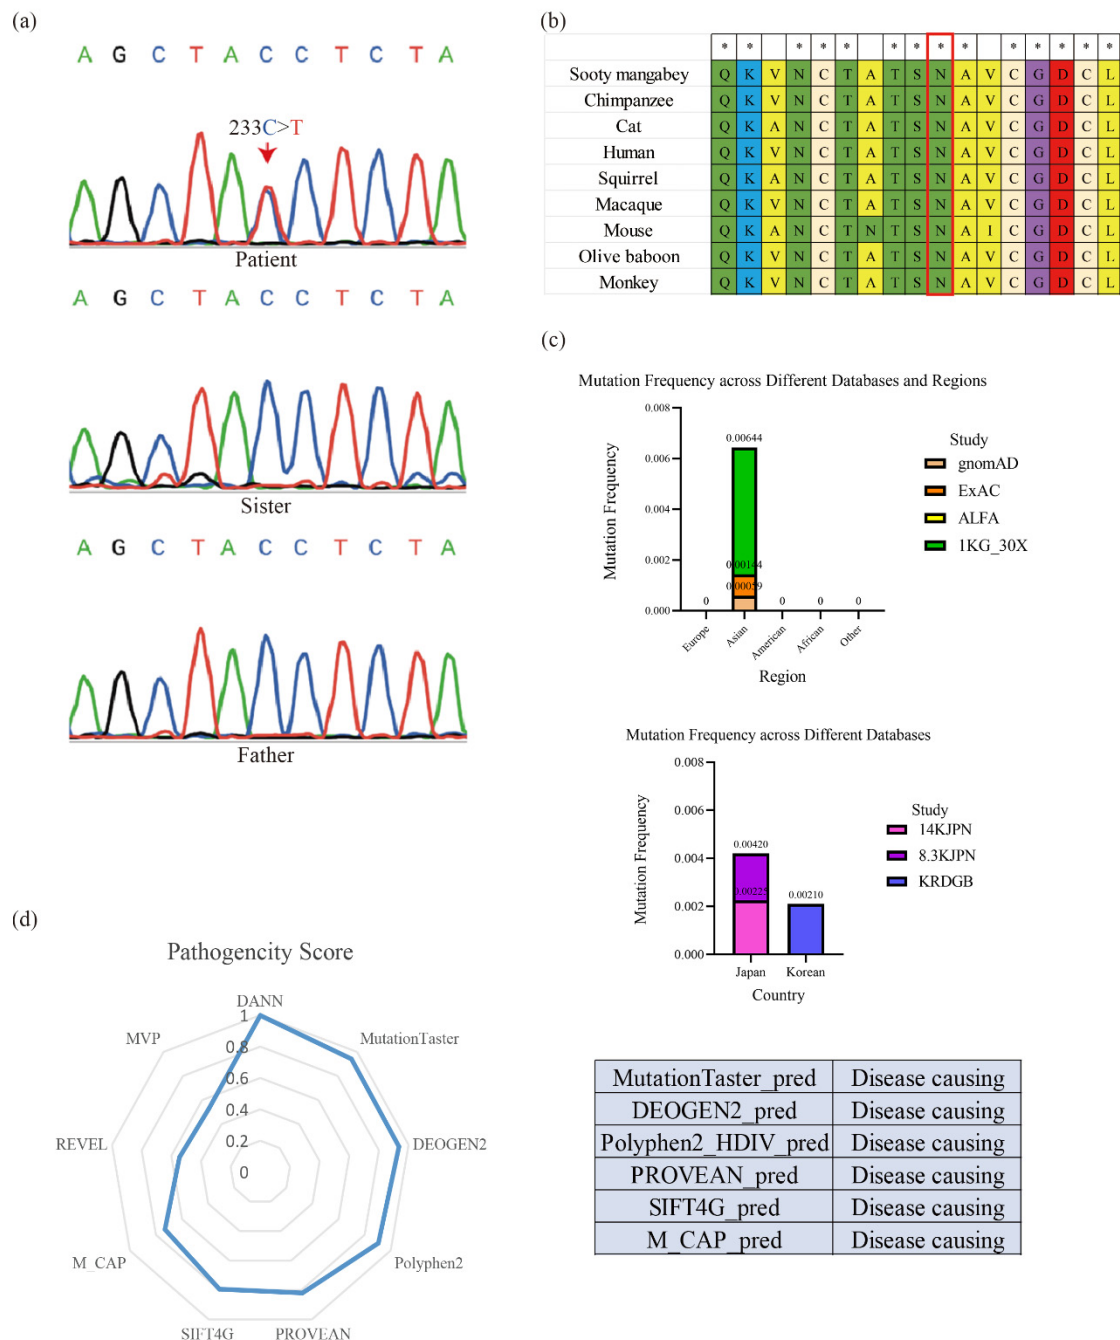 (a)
A G C T A C C T C T A
233C>T
Patient
A G C T A C C T C T A
Sister
A G C T A C C T C T A
Father
(b)
* * * * * * * * * * * * *
Sooty mangabey Q K V N C T A T S N A V C G D C L
Chimpanzee Q K V N C T A T S N A V C G D C L
Cat Q K A N C T A T S N A V C G D C L
Human Q K V N C T A T S N A V C G D C L
Squirrel Q K A N C T A T S N A V C G D C L
Macaque Q K V N C T A T S N A V C G D C L
Mouse Q K A N C T N T S N A I C G D C L
Olive baboon Q K V N C T A T S N A V C G D C L
Monkey Q K V N C T A T S N A V C G D C L
(c)
Mutation Frequency across Different Databases and Regions
Mutation Frequency
0.008
0.006
0.004
0.002
0.000
0
0.00644
0.00144
0.00059
0
0
0
Europe
Asian
American
African
Other
Region
Study
gnomAD
ExAC
ALFA
1KG_30X
Mutation Frequency across Different Databases
Mutation Frequency
0.008
0.006
0.004
0.002
0.000
0.00420
0.00225
0.00210
Japan Korean
Country
Study
14KJPN
8.3KJPN
KRDGB
(d)
Pathogencity Score
DANN
MutationTaster
DEOGEN2
Polyphen2
PROVEAN
SIFT4G
M_CAP
REVEL
MVP
1
0.8
0.6
0.4
0.2
0
MutationTaster_pred Disease causing
DEOGEN2_pred Disease causing
Polyphen2_HDIV_pred Disease causing
PROVEAN_pred Disease causing
SIFT4G_pred Disease causing
M_CAP_pred Disease causing